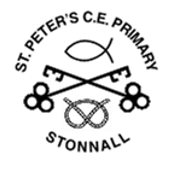 ST. PETER'S C.E. PRIMARY
STONNALL